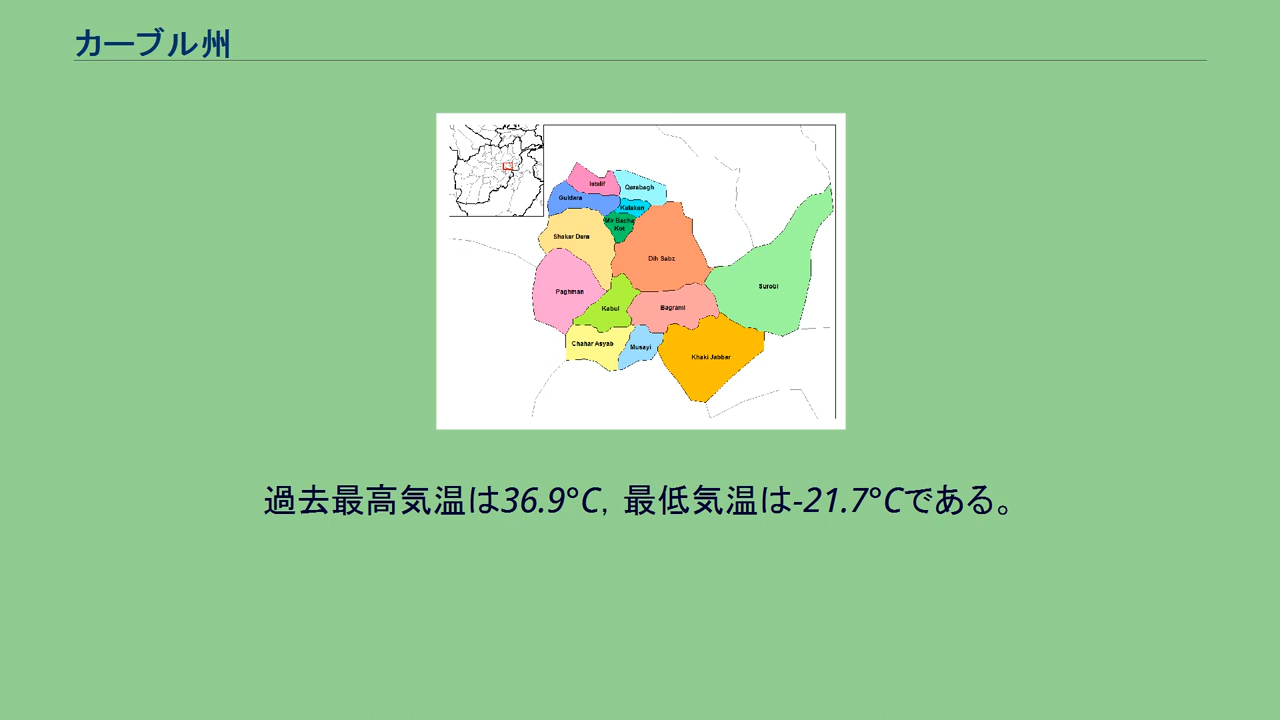 カーブル州
Istalif
Qarabagh
Guldara
Kalakan
Mir Bacha
Kot
Shakar Dara
Dih Sabz
Surobi
Paghman
Kabul
Bagrami
Chahar Asyab
Musayi
Khaki Jabbar
過去最高気温は36.9°C, 最低気温は-21.7°Cである。